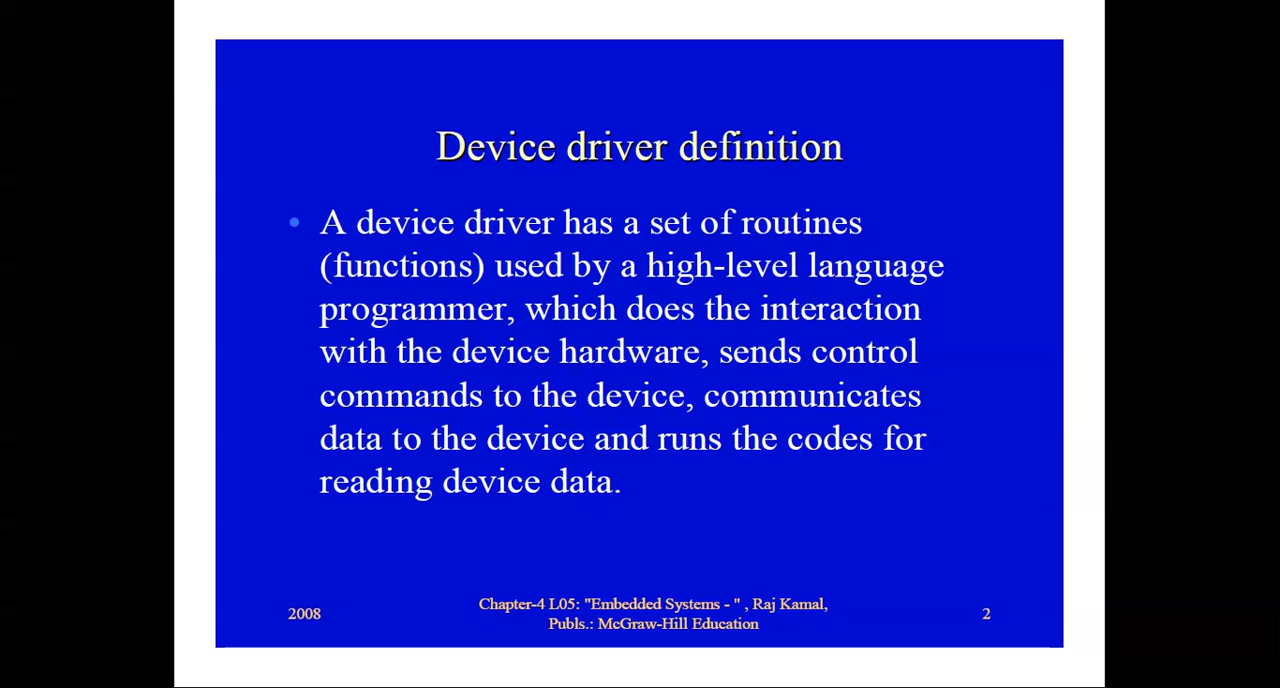 Device driver definition
• A device driver has a set of routines
(functions) used by a high-level language
programmer, which does the interaction
with the device hardware, sends control
commands to the device, communicates
data to the device and runs the codes for
reading device data.
2008
Chapter-4 L05: "Embedded Systems - " , Raj Kamal,
Publs.: McGraw-Hill Education
2